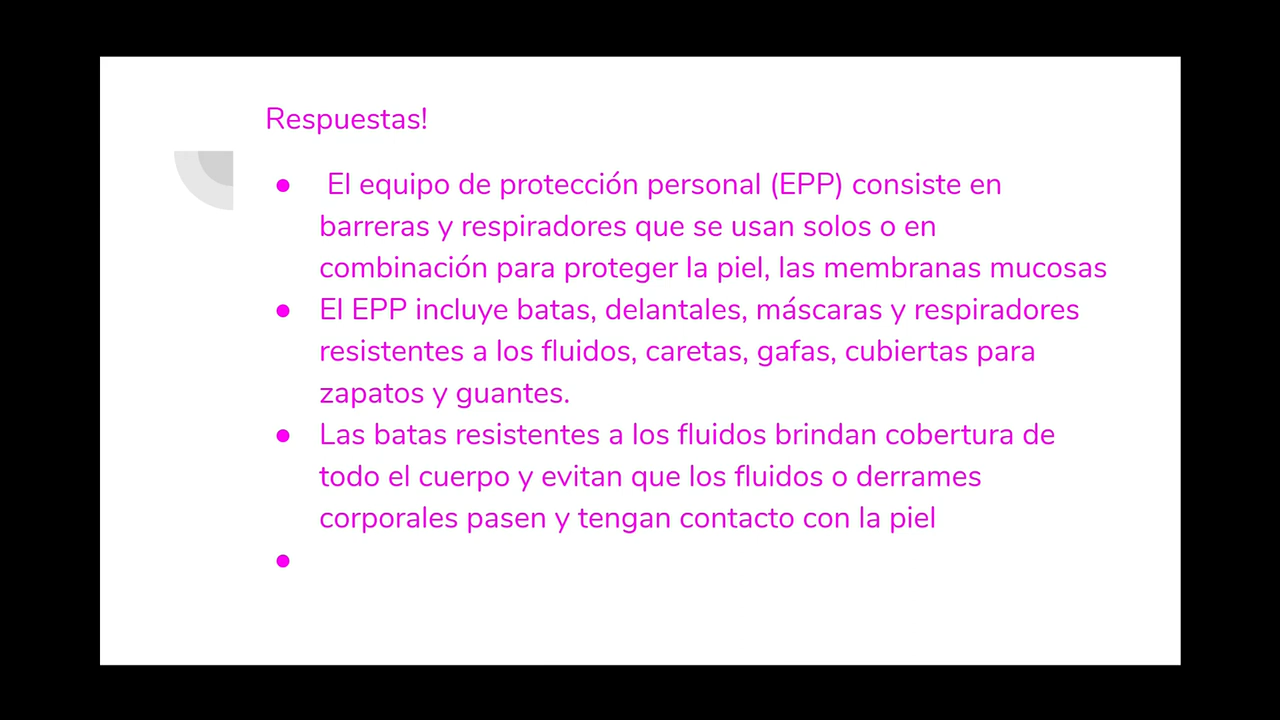 Respuestas!
● El equipo de protección personal (EPP) consiste en
barreras y respiradores que se usan solos o en
combinación para proteger la piel, las membranas mucosas
● El EPP incluye batas, delantales, máscaras y respiradores
resistentes a los fluidos, caretas, gafas, cubiertas para
zapatos y guantes.
● Las batas resistentes a los fluidos brindan cobertura de
todo el cuerpo y evitan que los fluidos o derrames
corporales pasen y tengan contacto con la piel
●